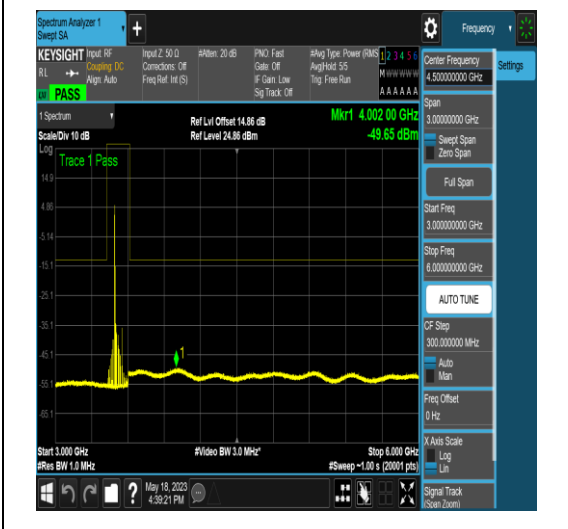 Spectrum Analyzer 1
Swept SA
+
Frequency
KEYSIGHT
RL
PASS
Input: RF
Coupling: DC
Align: Auto
Input Z: 50 Ω
Corrections: Off
Freq Ref: Int (S)
#Atten: 20 dB
PNO: Fast
Gate: Off
IF Gain: Low
Sig Track: Off
#Avg Type: Power (RMS
Avg|Hold: 5/5
Trig: Free Run
1 2 3 4 5 6
M w w w w w
A A A A A A
1 Spectrum
Scale/Div 10 dB
Log
Ref Lvl Offset 14.86 dB
Ref Level 24.86 dBm
Mkr1 4.002 00 GHz
-49.65 dBm
Trace 1 Pass
14.9
4.86
-5.14
-15.1
-25.1
-35.1
-45.1
-55.1
-65.1
1
Start 3.000 GHz
#Res BW 1.0 MHz
#Video BW 3.0 MHz*
Stop 6.000 GHz
#Sweep ~1.00 s (20001 pts)
?
May 18, 2023
4:39:21 PM
Center Frequency
4.500000000 GHz
Settings
Span
3.00000000 GHz
Swept Span
Zero Span
Full Span
Start Freq
3.000000000 GHz
Stop Freq
6.000000000 GHz
AUTO TUNE
CF Step
300.000000 MHz
Auto
Man
Freq Offset
0 Hz
X Axis Scale
Log
Lin
Signal Track
(Span Zoom)